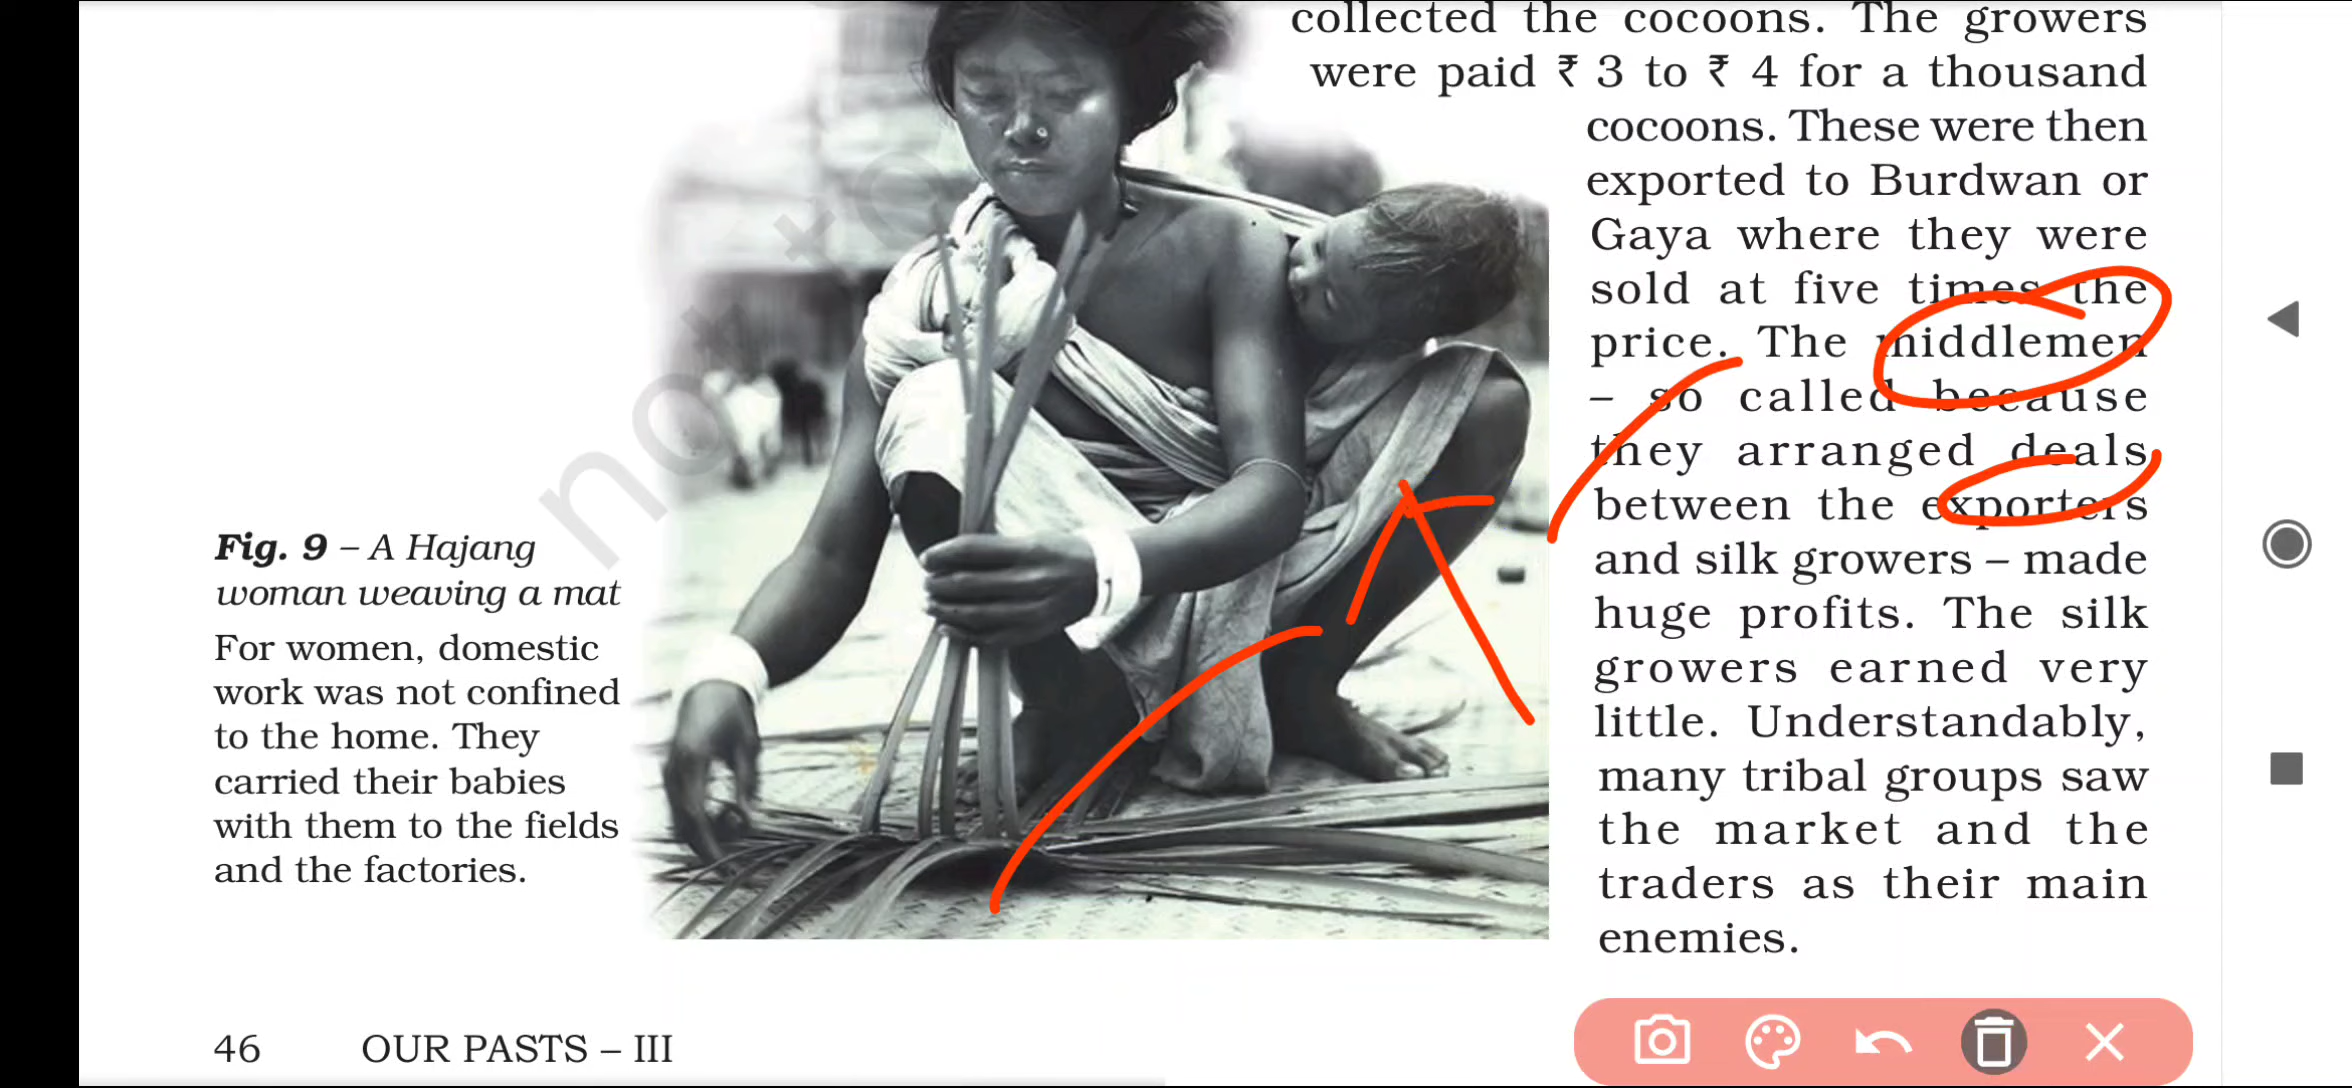 collected the cocoons. The growers
were paid ₹ 3 to ₹ 4 for a thousand
cocoons. These were then
exported to Burdwan or
Gaya where they were
sold at five times the
price. The middlemen
– so called because
they arranged deals
between the exporters
and silk growers – made
huge profits. The silk
growers earned very
little. Understandably,
many tribal groups saw
the market and the
traders as their main
enemies.
Fig. 9 – A Hajang
woman weaving a mat
For women, domestic
work was not confined
to the home. They
carried their babies
with them to the fields
and the factories.
not to
46 OUR PASTS – III